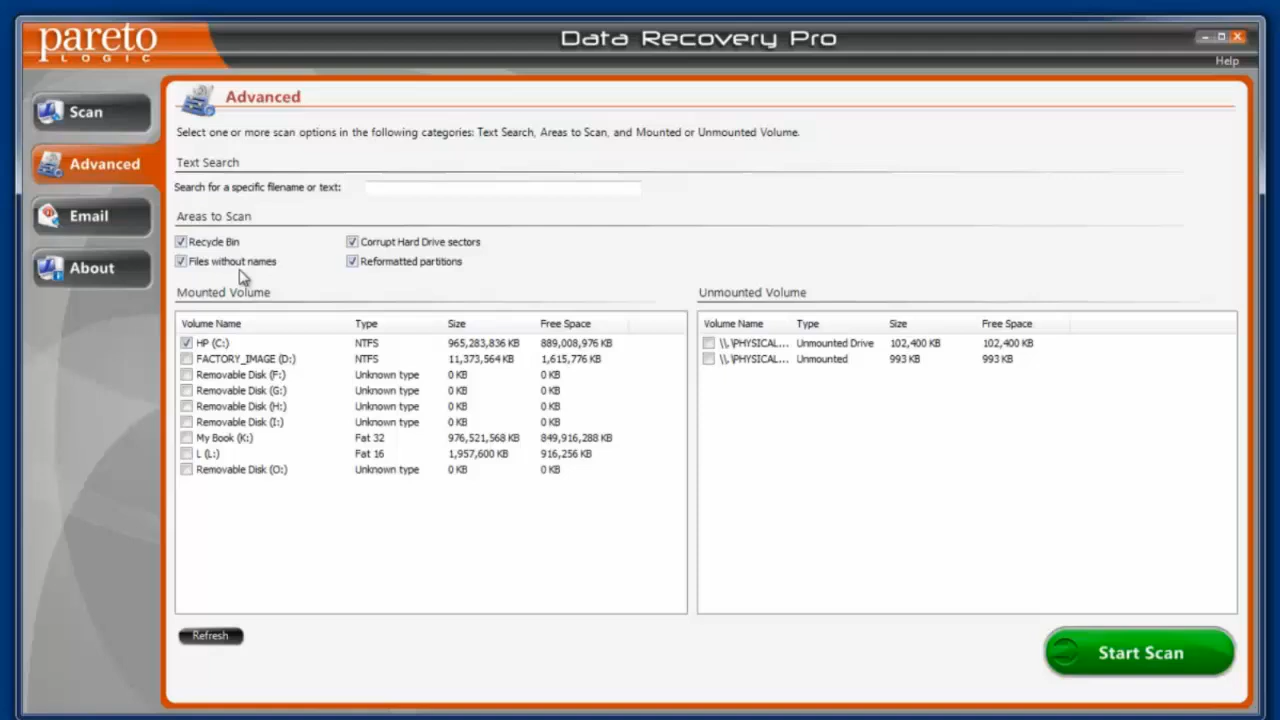 pareto
LOGIC
Data Recovery Pro
Help
Scan
Advanced
Email
About
Advanced
Select one or more scan options in the following categories: Text Search, Areas to Scan, and Mounted or Unmounted Volume.
Text Search
Search for a specific filename or text:
Areas to Scan
Recycle Bin Corrupt Hard Drive sectors
Files without names Reformatted partitions
Mounted Volume
Volume Name Type Size Free Space
HP (C:) NTFS 965,283,836 KB 889,008,976 KB
FACTORY_IMAGE (D:) NTFS 11,373,564 KB 1,615,776 KB
Removable Disk (F:) Unknown type 0 KB 0 KB
Removable Disk (G:) Unknown type 0 KB 0 KB
Removable Disk (H:) Unknown type 0 KB 0 KB
Removable Disk (I:) Unknown type 0 KB 0 KB
My Book (K:) Fat 32 976,521,568 KB 849,916,288 KB
L (L:) Fat 16 1,957,600 KB 916,256 KB
Removable Disk (O:) Unknown type 0 KB 0 KB
Unmounted Volume
Volume Name Type Size Free Space
\\.\PHYSICAL... Unmounted Drive 102,400 KB 102,400 KB
\\.\PHYSICAL... Unmounted 993 KB 993 KB
Refresh
Start Scan